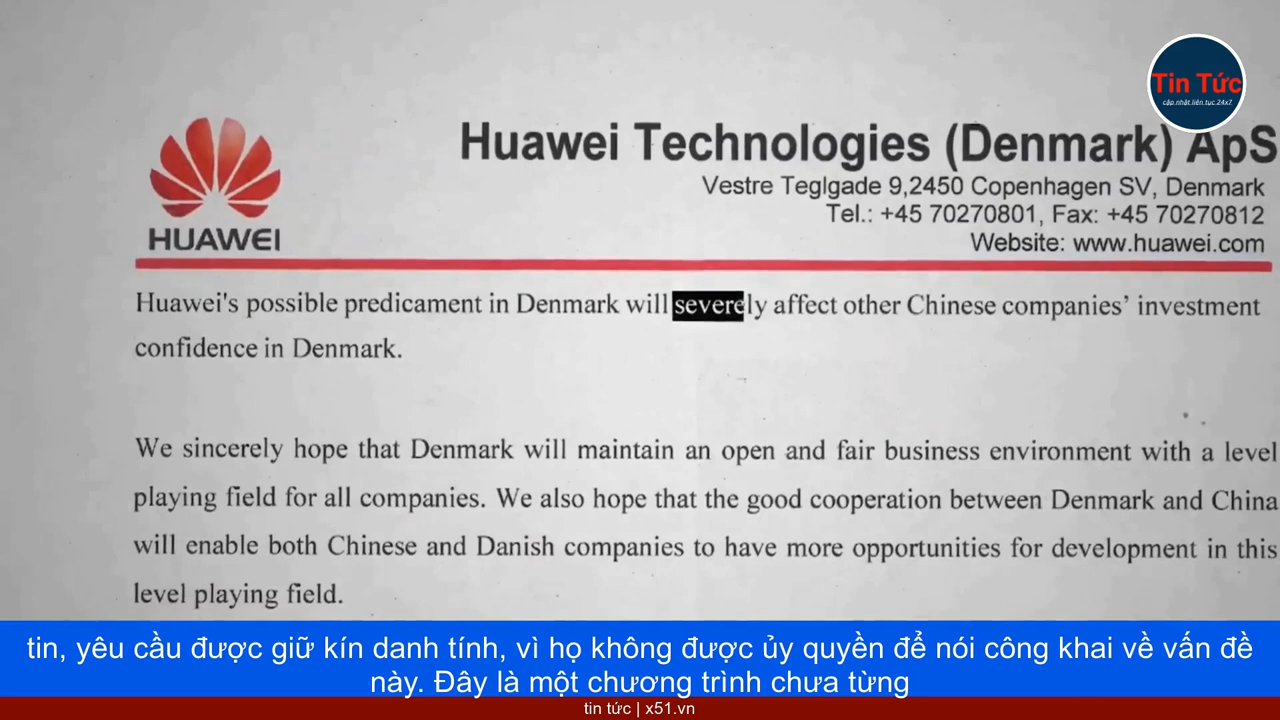 Tin Tức
cập nhật liên tục 24x7
HUAWEI
Huawei Technologies (Denmark) ApS
Vestre Teglgade 9,2450 Copenhagen SV, Denmark
Tel.: +45 70270801, Fax: +45 70270812
Website: www.huawei.com
Huawei's possible predicament in Denmark will severely affect other Chinese companies’ investment
confidence in Denmark.
We sincerely hope that Denmark will maintain an open and fair business environment with a level
playing field for all companies. We also hope that the good cooperation between Denmark and China
will enable both Chinese and Danish companies to have more opportunities for development in this
level playing field.
tin, yêu cầu được giữ kín danh tính, vì họ không được ủy quyền để nói công khai về vấn đề
này. Đây là một chương trình chưa từng
tin tức | x51.vn